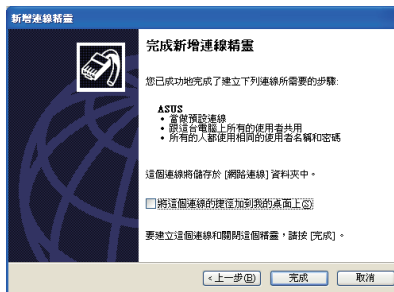 新增連線精靈
完成新增連線精靈
您已成功地完成了建立下列連線所需要的步驟:
ASUS
• 當做預設連線
• 跟這台電腦上所有的使用者共用
• 所有的人都使用相同的使用者名稱和密碼
這個連線將儲存於 [網路連線] 資料夾中。
將這個連線的捷徑加到我的桌面上(S)
要建立這個連線和關閉這個精靈，請按 [完成]。
<上一步(B)
完成
取消